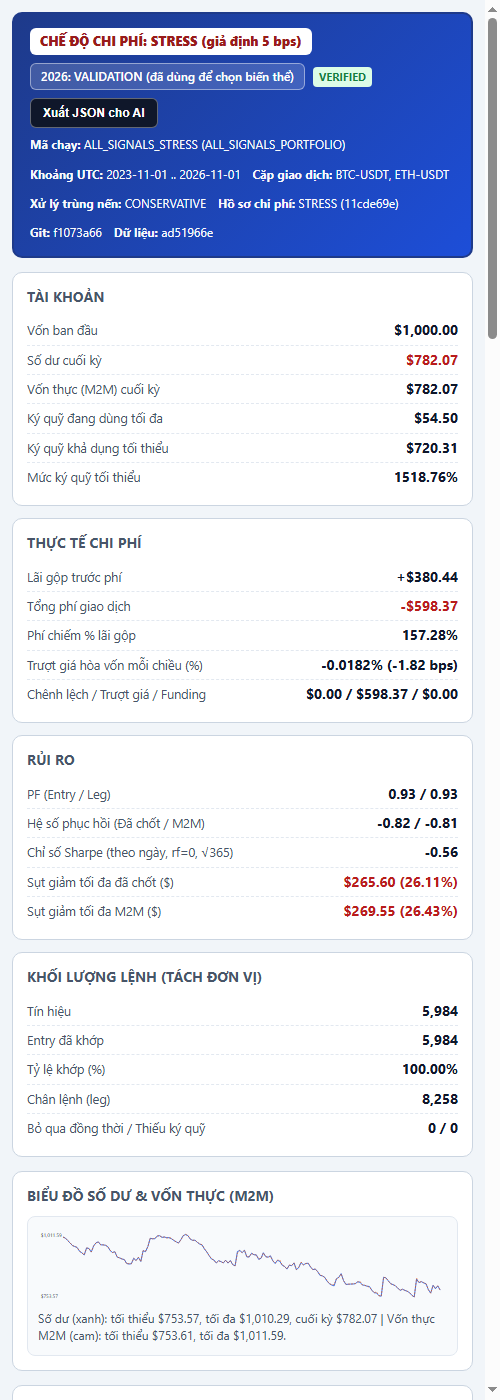 CHẾ ĐỘ CHI PHÍ: STRESS (giả định 5 bps)
2026: VALIDATION (đã dùng để chọn biến thể) VERIFIED
Xuất JSON cho AI
Mã chạy: ALL_SIGNALS_STRESS (ALL_SIGNALS_PORTFOLIO)
Khoảng UTC: 2023-11-01 .. 2026-11-01 Cặp giao dịch: BTC-USDT, ETH-USDT
Xử lý trùng nến: CONSERVATIVE Hồ sơ chi phí: STRESS (11cde69e)
Git: f1073a66 Dữ liệu: ad51966e
TÀI KHOẢN
Vốn ban đầu $1,000.00
Số dư cuối kỳ $782.07
Vốn thực (M2M) cuối kỳ $782.07
Ký quỹ đang dùng tối đa $54.50
Ký quỹ khả dụng tối thiểu $720.31
Mức ký quỹ tối thiểu 1518.76%
THỰC TẾ CHI PHÍ
Lãi gộp trước phí +$380.44
Tổng phí giao dịch -$598.37
Phí chiếm % lãi gộp 157.28%
Trượt giá hòa vốn mỗi chiều (%) -0.0182% (-1.82 bps)
Chênh lệch / Trượt giá / Funding $0.00 / $598.37 / $0.00
RỦI RO
PF (Entry / Leg) 0.93 / 0.93
Hệ số phục hồi (Đã chốt / M2M) -0.82 / -0.81
Chỉ số Sharpe (theo ngày, rf=0, √365) -0.56
Sụt giảm tối đa đã chốt ($) $265.60 (26.11%)
Sụt giảm tối đa M2M ($) $269.55 (26.43%)
KHỐI LƯỢNG LỆNH (TÁCH ĐƠN VỊ)
Tín hiệu 5,984
Entry đã khớp 5,984
Tỷ lệ khớp (%) 100.00%
Chân lệnh (leg) 8,258
Bỏ qua đồng thời / Thiếu ký quỹ 0 / 0
BIỂU ĐỒ SỐ DƯ & VỐN THỰC (M2M)
$1,011.59
$753.57
Số dư (xanh): tối thiểu $753.57, tối đa $1,010.29, cuối kỳ $782.07 | Vốn thực
M2M (cam): tối thiểu $753.61, tối đa $1,011.59.